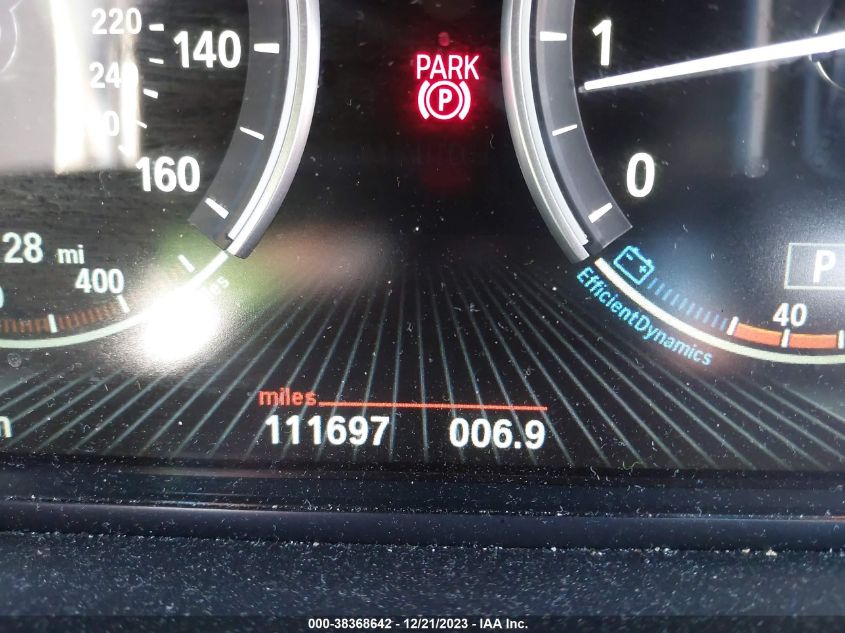 220
140
240
160
28 mi
400
PARK
P
1
0
P
EfficientDynamics
40
miles
111697 006.9
000-38368642 - 12/21/2023 - IAA Inc.